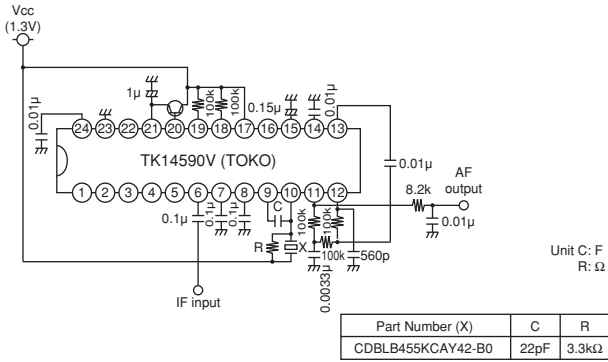 Vcc
(1.3V)
1μ
100k
100k
0.15μ
0.01μ
0.01μ
24 23 22 21 20 19 18 17 16 15 14 13
TK14590V (TOKO)
0.01μ
AF
output
1 2 3 4 5 6 7 8 9 10 11 12
8.2k
0.1μ
0.1μ
0.1μ
C
100k
100k
0.01μ
R
X
100k
560p
0.0033μ
IF input
Unit C: F
R: Ω
Part Number (X) C R
CDBLB455KCAY42-B0 22pF 3.3kΩ